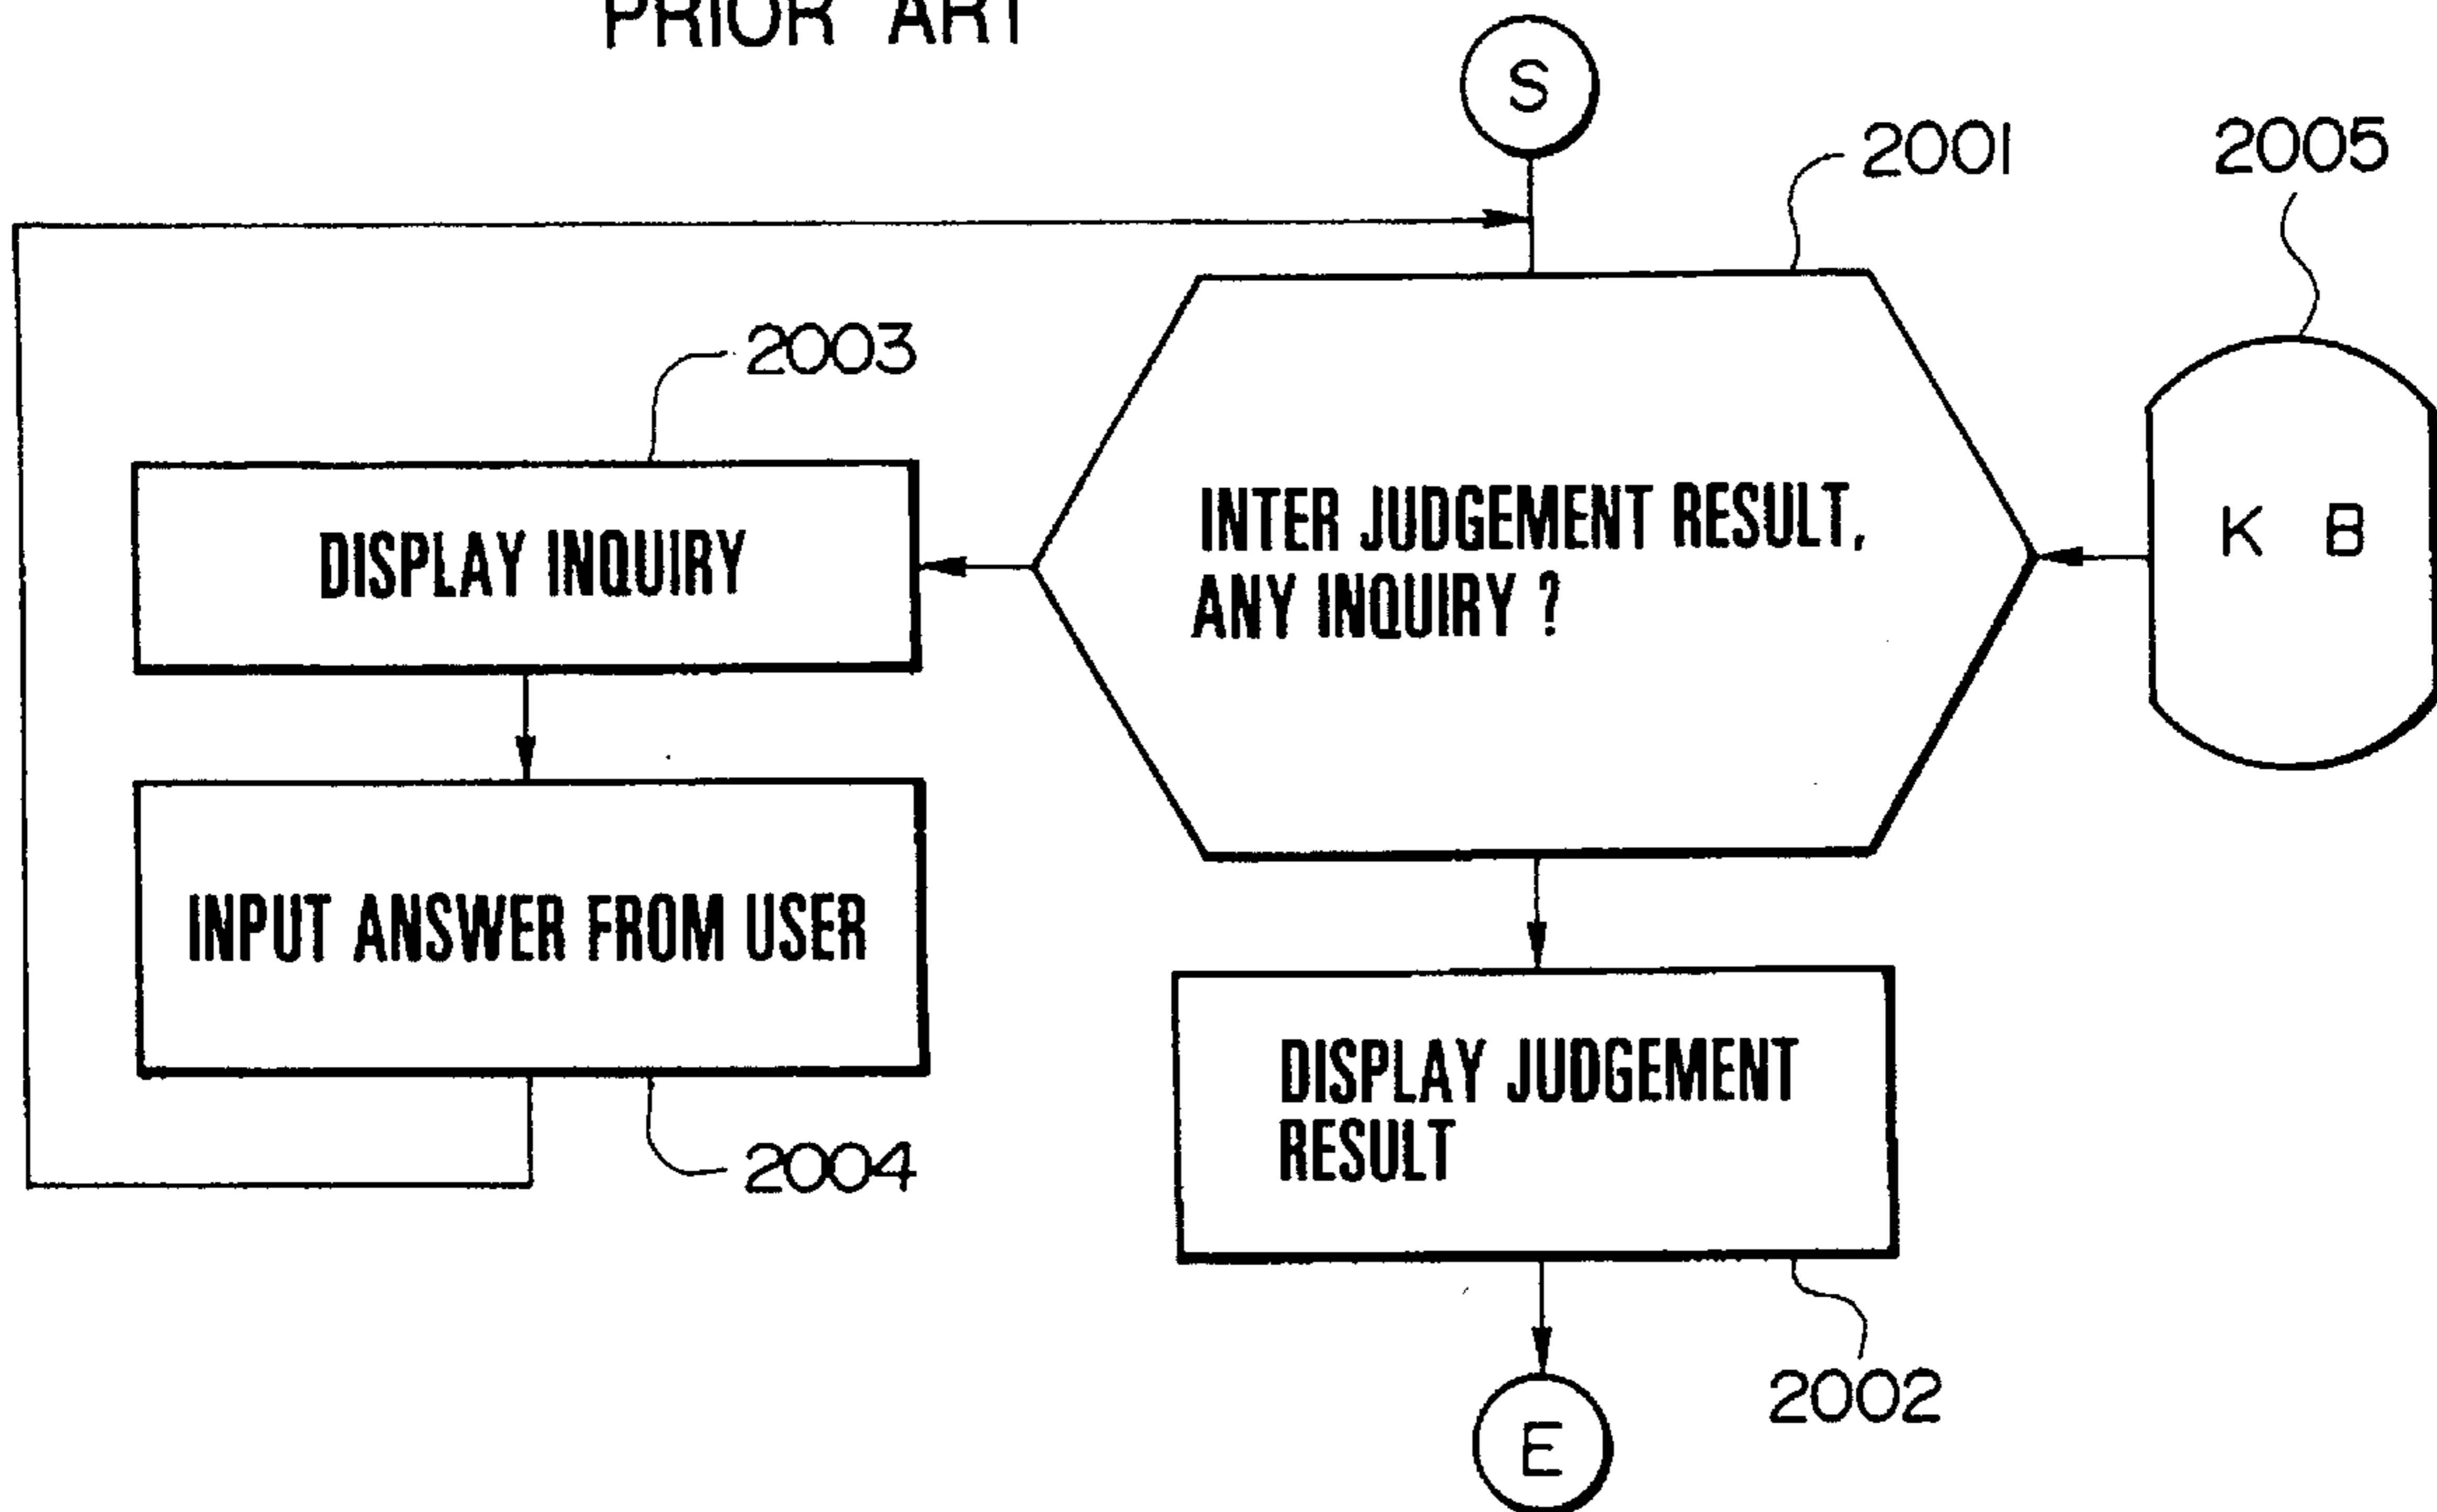 PRIOR ART
S
2001
2005
2003
INTER JUDGEMENT RESULT,
ANY INQUIRY ?
K B
DISPLAY INQUIRY
INPUT ANSWER FROM USER
2004
DISPLAY JUDGEMENT
RESULT
2002
E